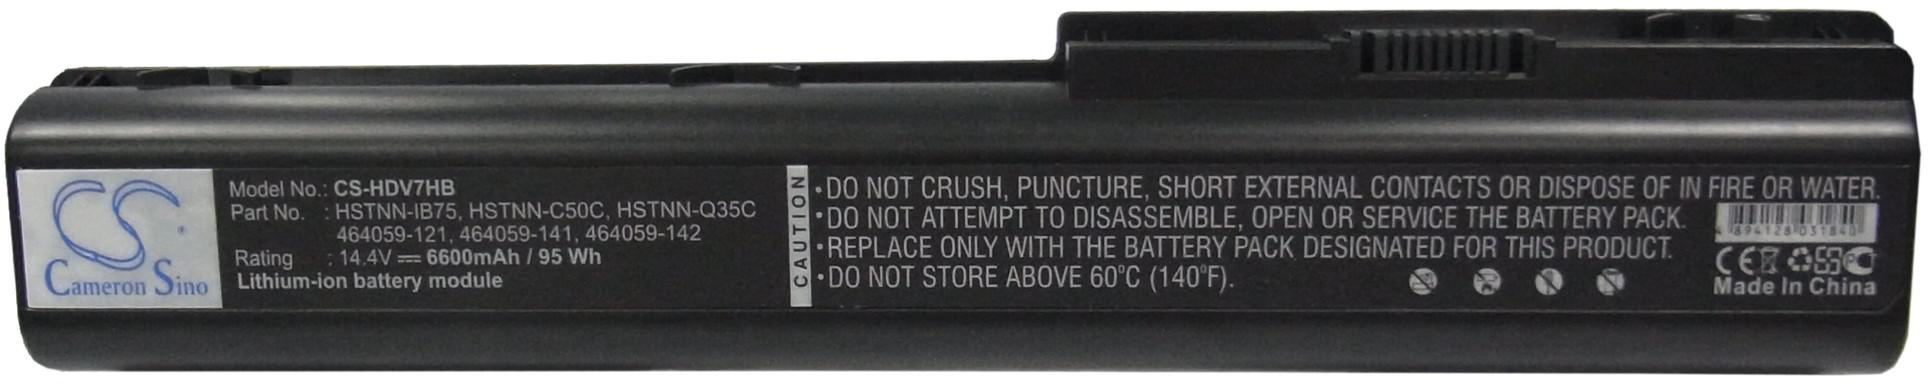 CS
Cameron Sino
Model No.: CS-HDV7HB
Part No. : HSTNN-IB75, HSTNN-C50C, HSTNN-Q35C
464059-121, 464059-141, 464059-142
Rating : 14.4V 6600mAh / 95 Wh
Lithium-ion battery module
CAUTION
•DO NOT CRUSH, PUNCTURE, SHORT EXTERNAL CONTACTS OR DISPOSE OF IN FIRE OR WATER.
•DO NOT ATTEMPT TO DISASSEMBLE, OPEN OR SERVICE THE BATTERY PACK.
•REPLACE ONLY WITH THE BATTERY PACK DESIGNATED FOR THIS PRODUCT.
•DO NOT STORE ABOVE 60°C (140°F).
4 894128 031840
CE
Made In China